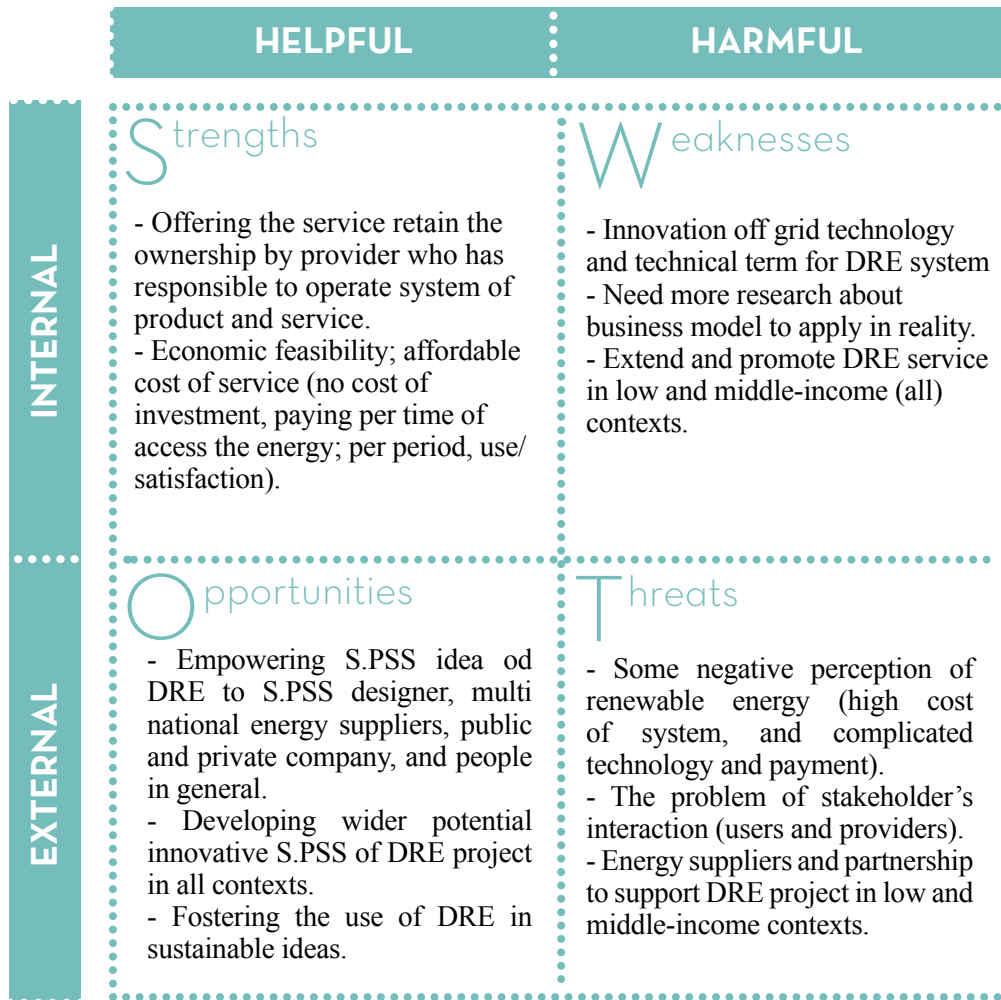 HELPFUL
HARMFUL
INTERNAL
Strengths
- Offering the service retain the
ownership by provider who has
responsible to operate system of
product and service.
- Economic feasibility; affordable
cost of service (no cost of
investment, paying per time of
access the energy; per period, use/
satisfaction).
Weaknesses
- Innovation off grid technology
and technical term for DRE system
- Need more research about
business model to apply in reality.
- Extend and promote DRE service
in low and middle-income (all)
contexts.
EXTERNAL
Opportunities
- Empowering S.PSS idea od
DRE to S.PSS designer, multi
national energy suppliers, public
and private company, and people
in general.
- Developing wider potential
innovative S.PSS of DRE project
in all contexts.
- Fostering the use of DRE in
sustainable ideas.
Threats
- Some negative perception of
renewable energy (high cost
of system, and complicated
technology and payment).
- The problem of stakeholder's
interaction (users and providers).
- Energy suppliers and partnership
to support DRE project in low and
middle-income contexts.